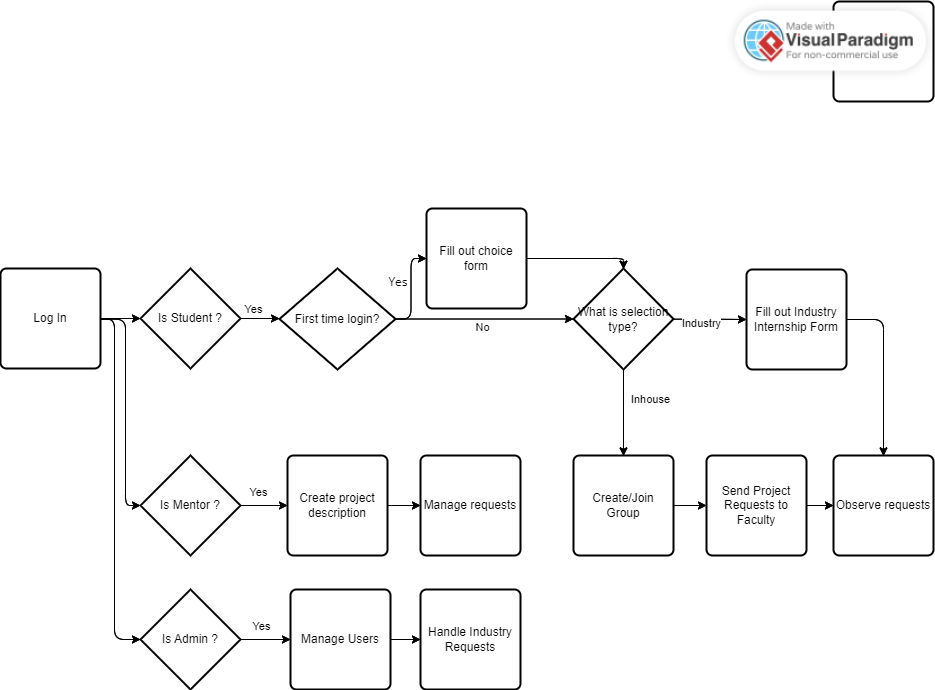 Made with
Visual Paradigm
For non-commercial use
Fill out choice
form
Yes
Log In
Is Student ?
Yes
First time login?
No
What is selection
type?
Industry
Fill out Industry
Internship Form
Inhouse
Is Mentor ?
Yes
Create project
description
Manage requests
Create/Join
Group
Send Project
Requests to
Faculty
Observe requests
Is Admin ?
Yes
Manage Users
Handle Industry
Requests